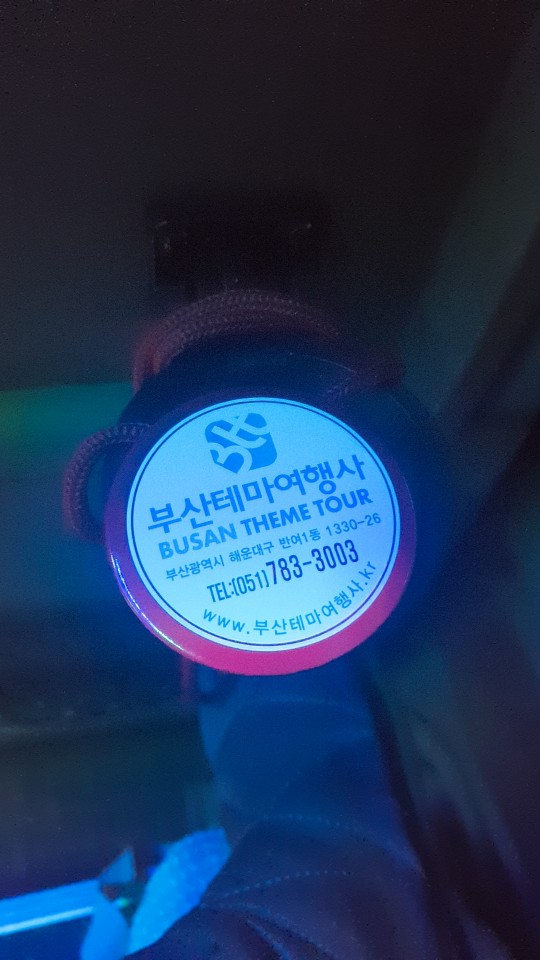 부산테마여행사
BUSAN THEME TOUR
부산광역시 해운대구 반여1동 1330-26
TEL:(051)783-3003
www.부산테마여행사.kr